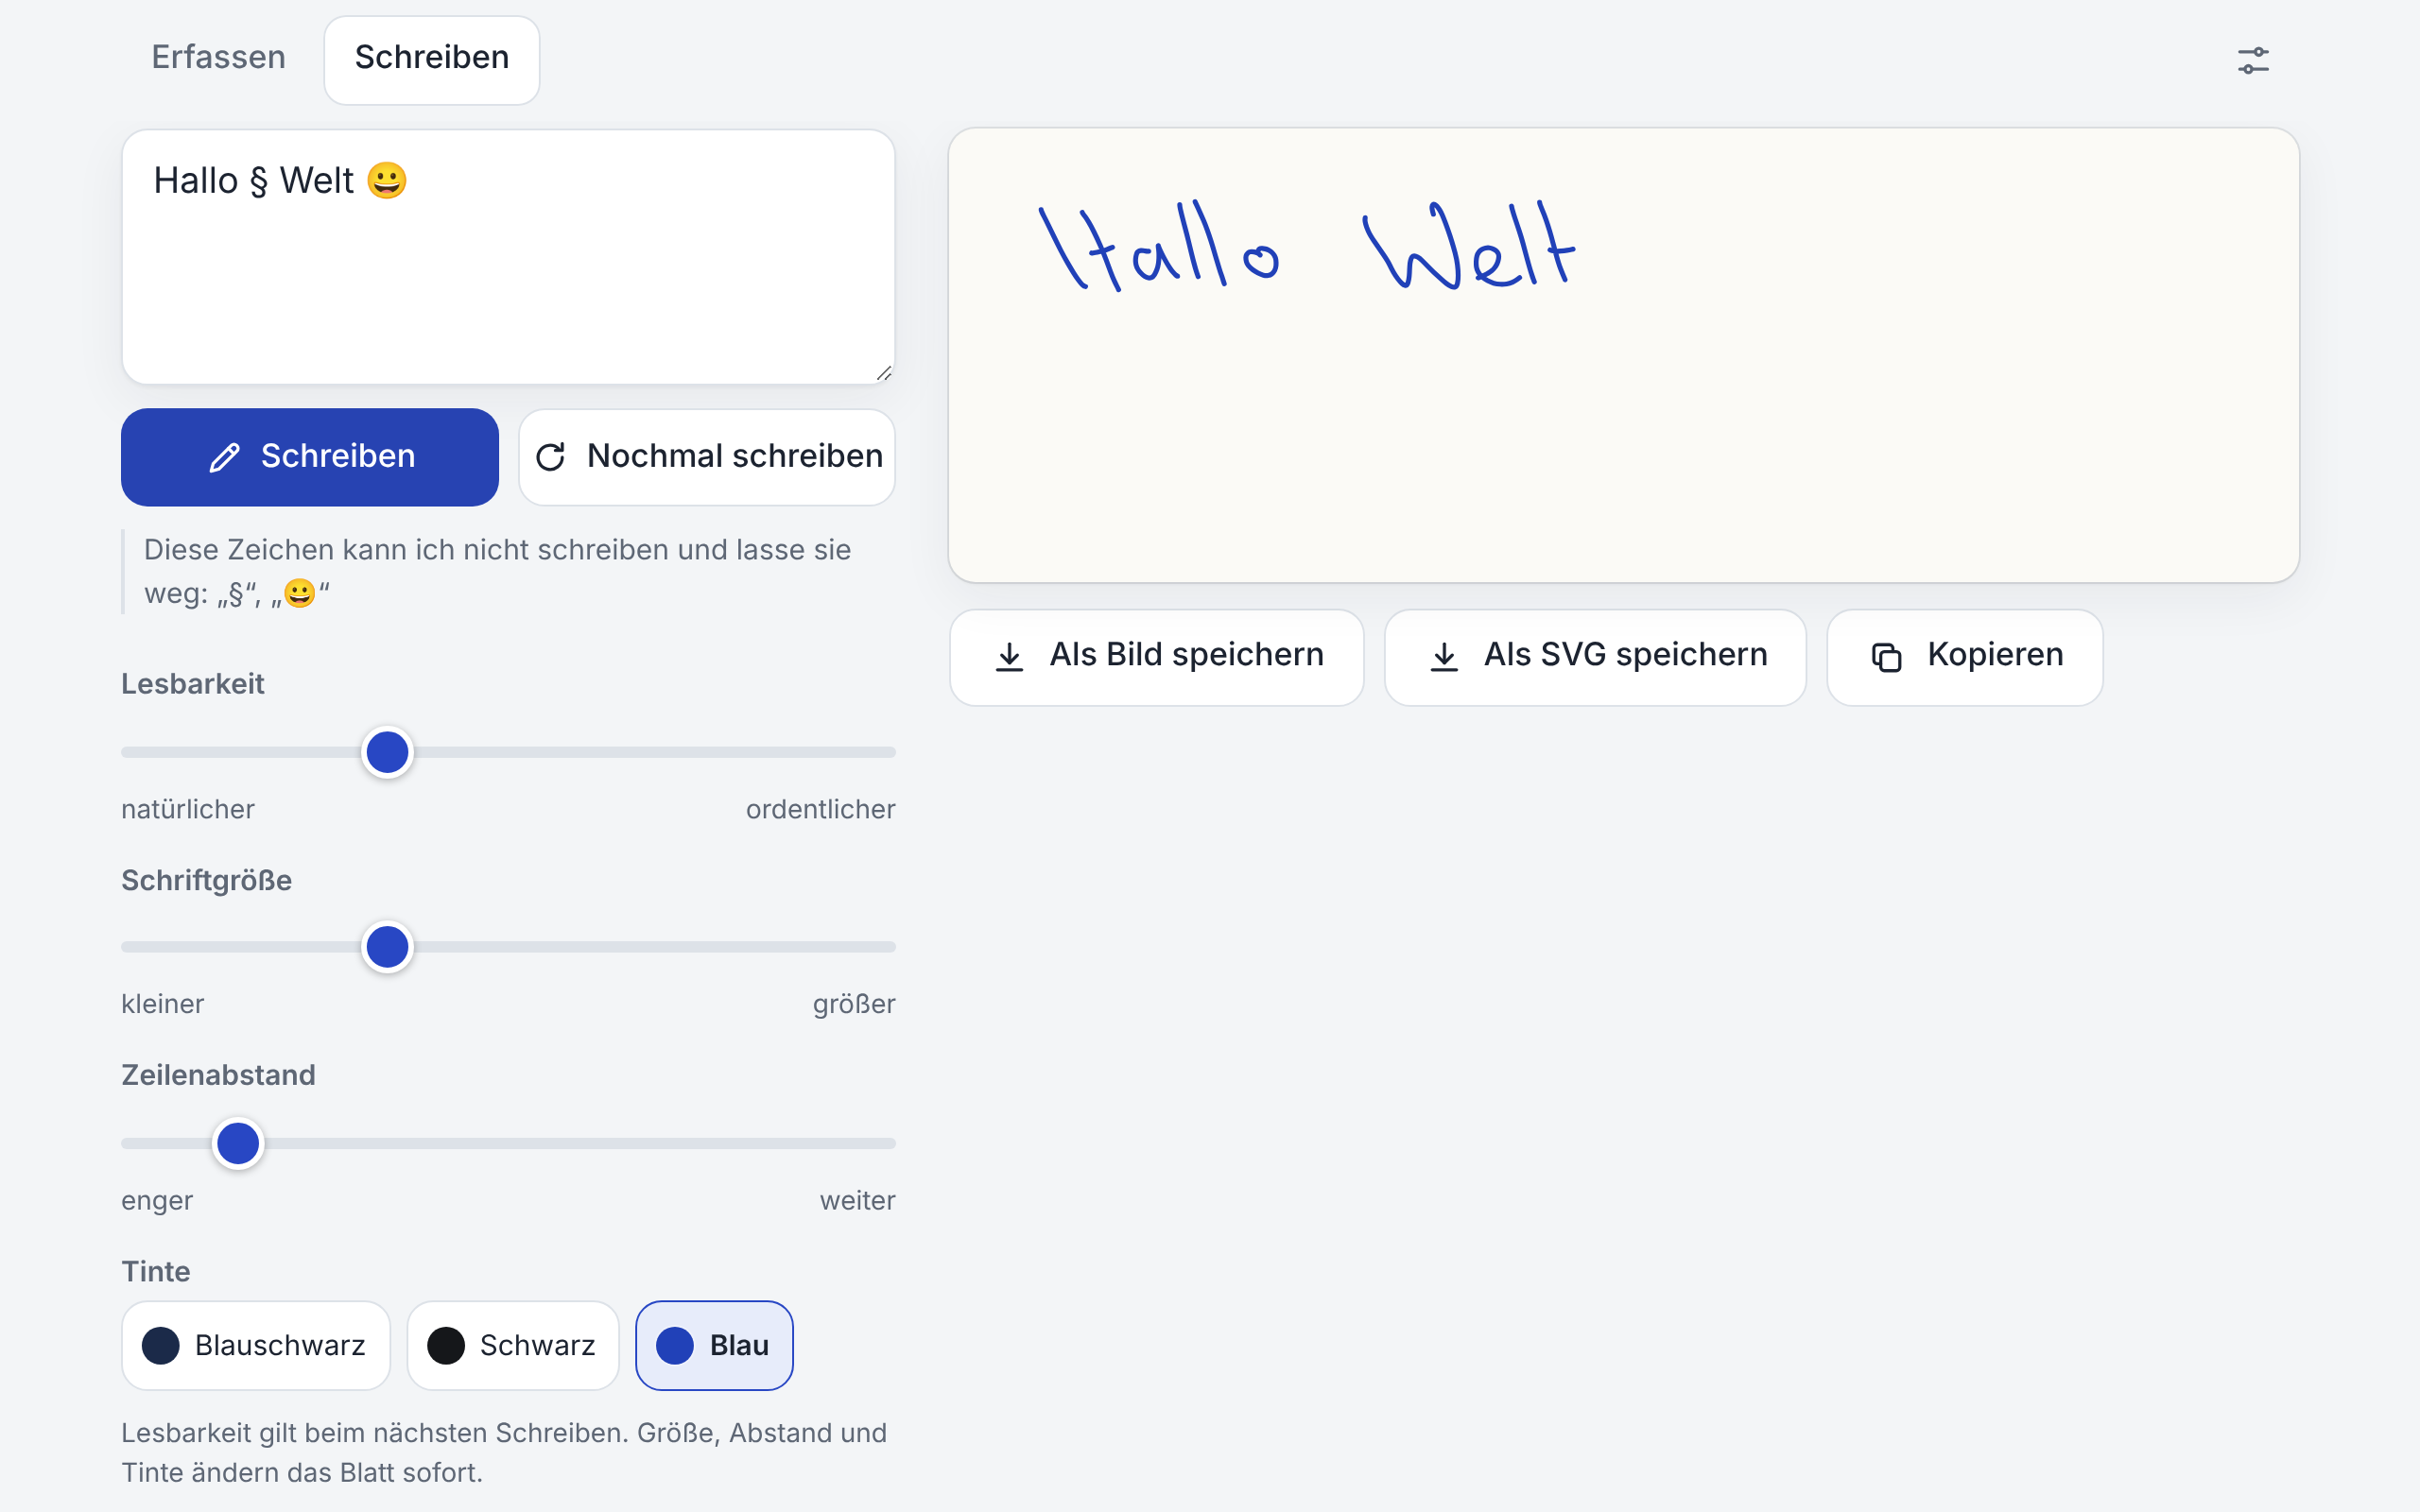 Erfassen Schreiben
Hallo § Welt 😀
Hallo Welt
Schreiben Nochmal schreiben
Diese Zeichen kann ich nicht schreiben und lasse sie
weg: „§“, „😀“
Als Bild speichern Als SVG speichern Kopieren
Lesbarkeit
natürlicher ordentlicher
Schriftgröße
kleiner größer
Zeilenabstand
enger weiter
Tinte
Blauschwarz Schwarz Blau
Lesbarkeit gilt beim nächsten Schreiben. Größe, Abstand und
Tinte ändern das Blatt sofort.